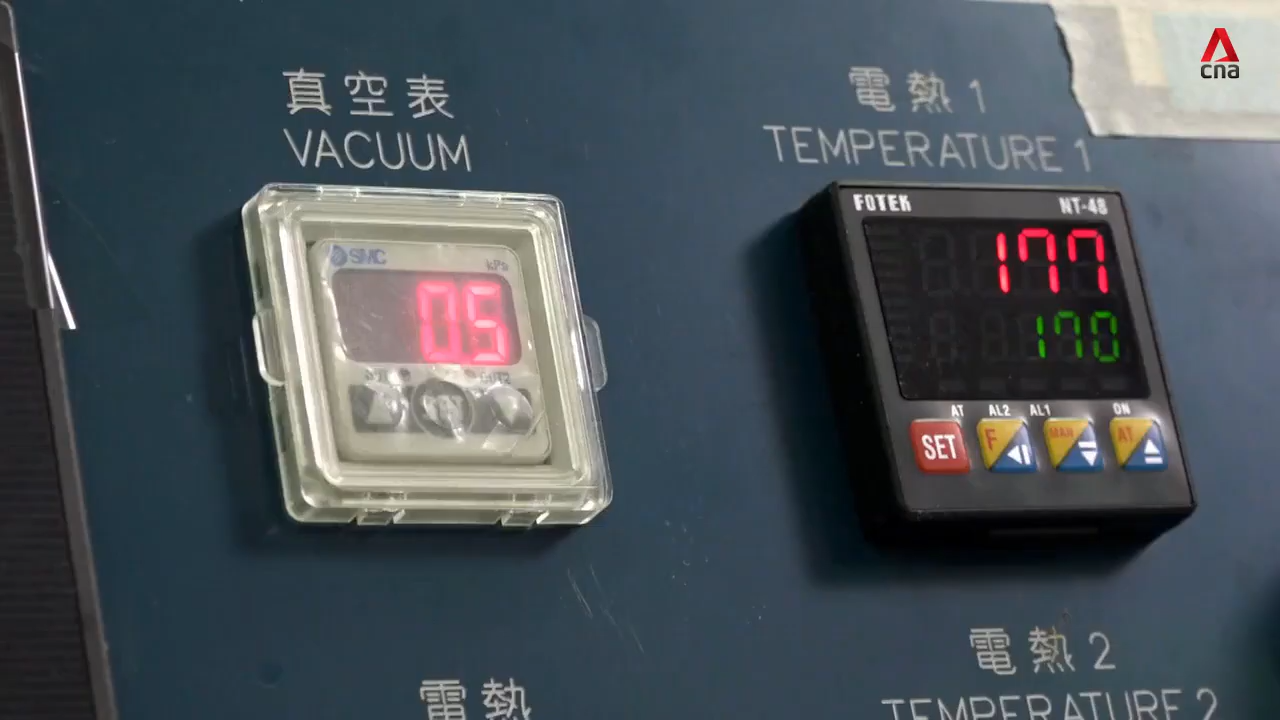 cna
真空表
VACUUM
電熱1
TEMPERATURE 1
SMC
kPa
05
FOTEK
NT-48
177
170
AT AL2 AL1 ON
SET F MAN AT
電熱2
TEMPERATURE 2
電熱